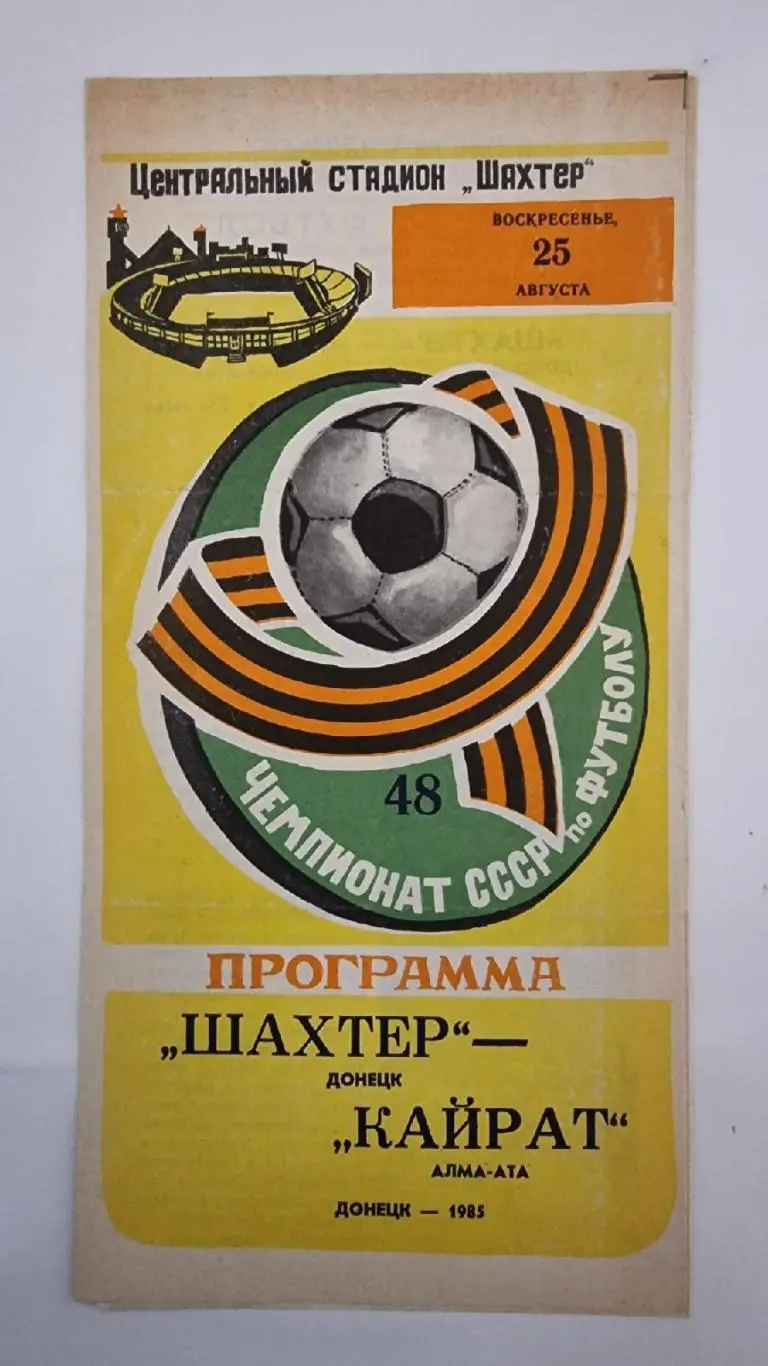 Центральный стадион „Шахтер“
ВОСКРЕСЕНЬЕ,
25
АВГУСТА
48
ЧЕМПИОНАТ СССР по ФУТБОЛУ
ПРОГРАММА
„ШАХТЕР“ —
ДОНЕЦК
„КАЙРАТ“
АЛМА-АТА
ДОНЕЦК — 1985